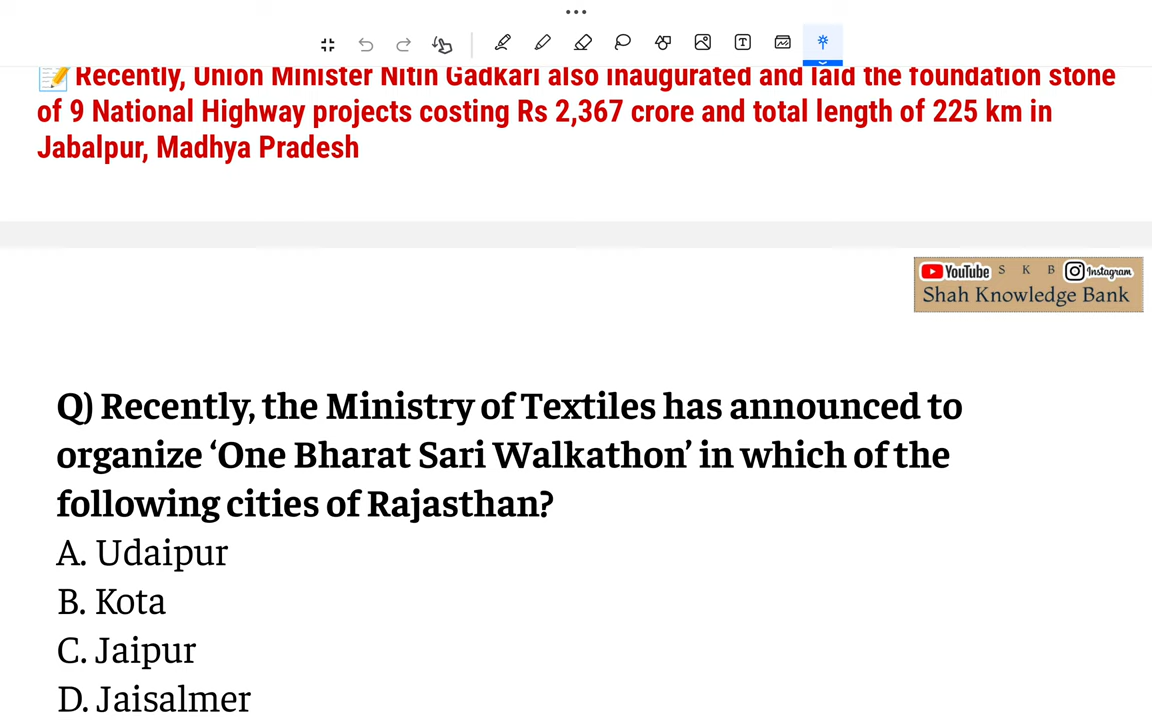 Recently, Union Minister Nitin Gadkari also inaugurated and laid the foundation stone
of 9 National Highway projects costing Rs 2,367 crore and total length of 225 km in
Jabalpur, Madhya Pradesh
YouTube S K B Instagram
Shah Knowledge Bank
Q) Recently, the Ministry of Textiles has announced to
organize ‘One Bharat Sari Walkathon’ in which of the
following cities of Rajasthan?
A. Udaipur
B. Kota
C. Jaipur
D. Jaisalmer